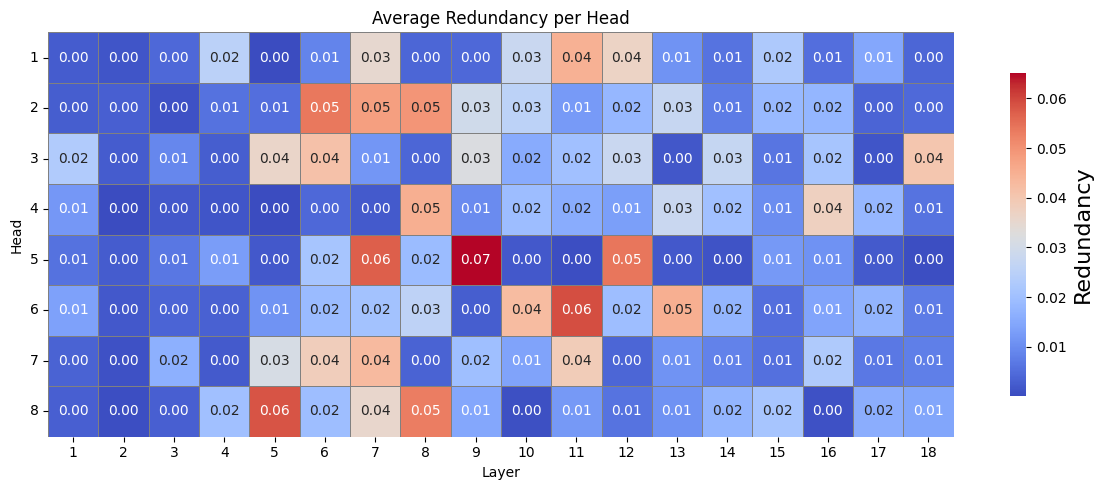 Average Redundancy per Head
1 0.00 0.00 0.00 0.02 0.00 0.01 0.03 0.00 0.00 0.03 0.04 0.04 0.01 0.01 0.02 0.01 0.01 0.00
2 0.00 0.00 0.00 0.01 0.01 0.05 0.05 0.05 0.03 0.03 0.01 0.02 0.03 0.01 0.02 0.02 0.00 0.00
3 0.02 0.00 0.01 0.00 0.04 0.04 0.01 0.00 0.03 0.02 0.02 0.03 0.00 0.03 0.01 0.02 0.00 0.04
4 0.01 0.00 0.00 0.00 0.00 0.00 0.00 0.05 0.01 0.02 0.02 0.01 0.03 0.02 0.01 0.04 0.02 0.01
5 0.01 0.00 0.01 0.01 0.00 0.02 0.06 0.02 0.07 0.00 0.00 0.05 0.00 0.00 0.01 0.01 0.00 0.00
6 0.01 0.00 0.00 0.00 0.01 0.02 0.02 0.03 0.00 0.04 0.06 0.02 0.05 0.02 0.01 0.01 0.02 0.01
7 0.00 0.00 0.02 0.00 0.03 0.04 0.04 0.00 0.02 0.01 0.04 0.00 0.01 0.01 0.01 0.02 0.01 0.01
8 0.00 0.00 0.00 0.02 0.06 0.02 0.04 0.05 0.01 0.00 0.01 0.01 0.01 0.02 0.02 0.00 0.02 0.01
1 2 3 4 5 6 7 8 9 10 11 12 13 14 15 16 17 18
Layer
Head
0.06
0.05
0.04
0.03
0.02
0.01
Redundancy